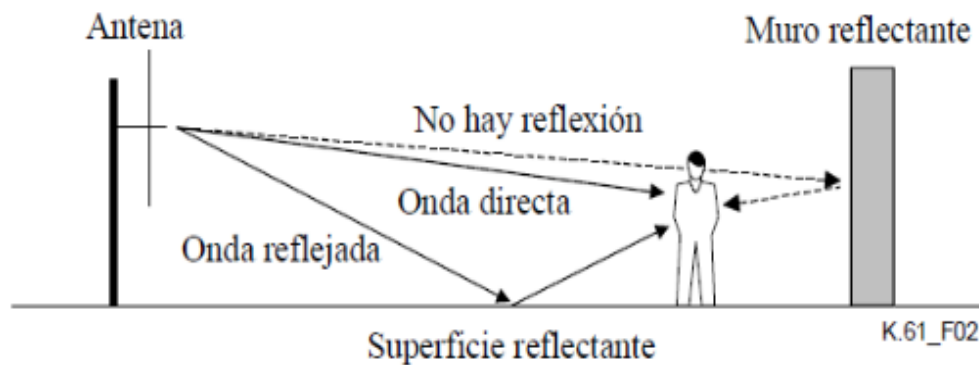 Antena
Muro reflectante
No hay reflexión
Onda directa
Onda reflejada
Superficie reflectante
K.61_F02